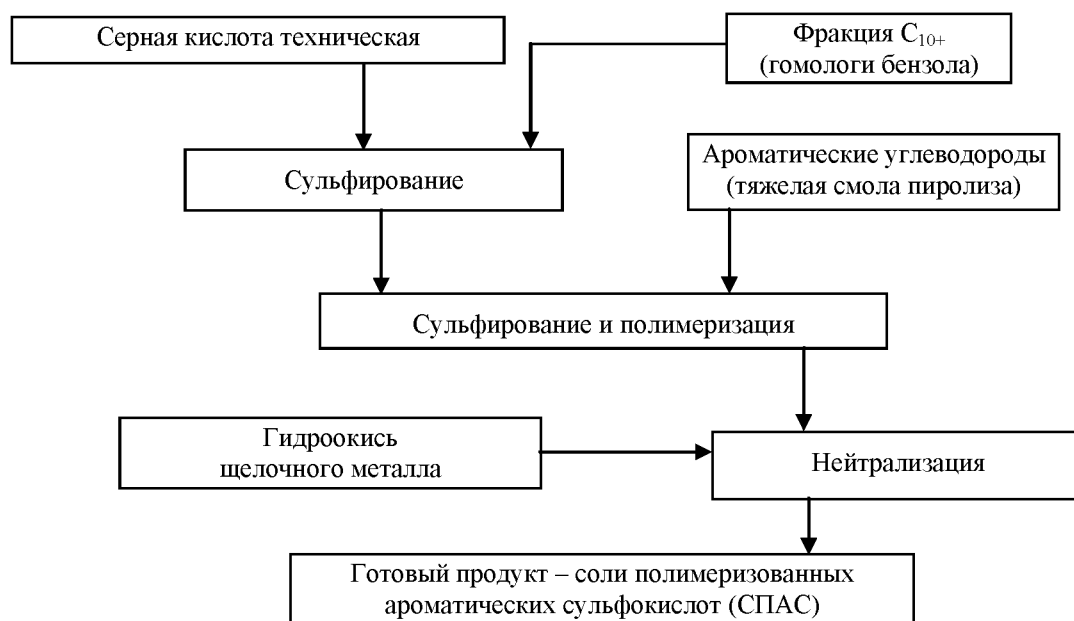 Серная кислота техническая
Фракция С₁₀₊
(гомологи бензола)
Сульфирование
Ароматические углеводороды
(тяжелая смола пиролиза)
Сульфирование и полимеризация
Гидроокись
щелочного металла
Нейтрализация
Готовый продукт – соли полимеризованных
ароматических сульфокислот (СПАС)